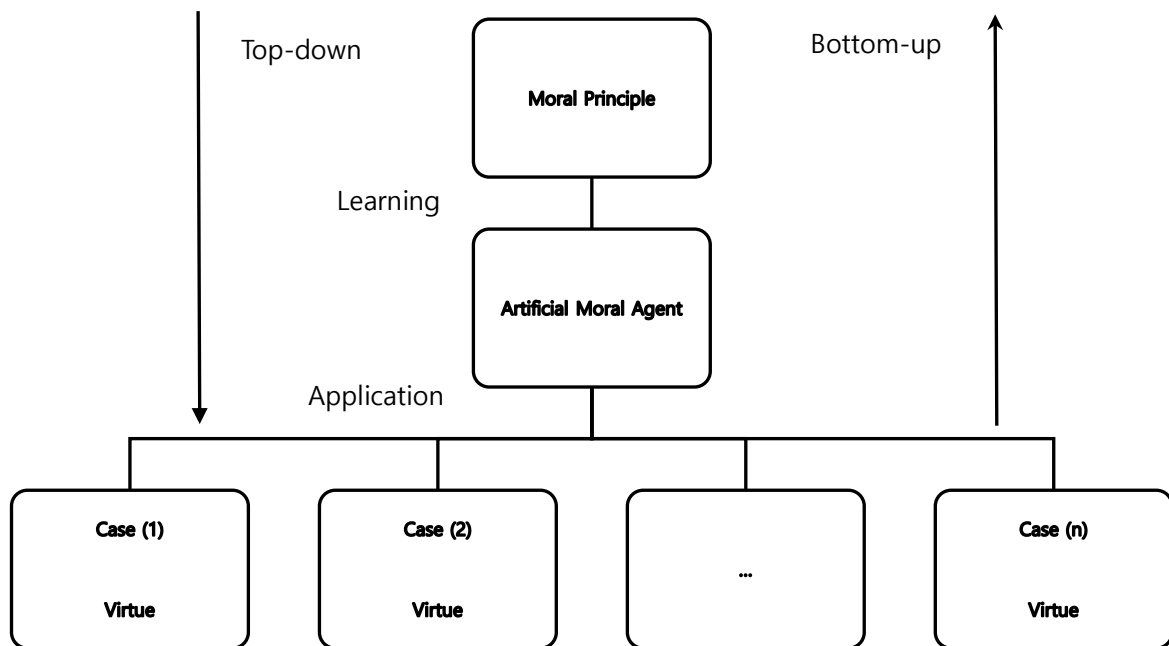 Top-down
Bottom-up
Moral Principle
Learning
Artificial Moral Agent
Application
Case (1)
Virtue
Case (2)
Virtue
...
Case (n)
Virtue